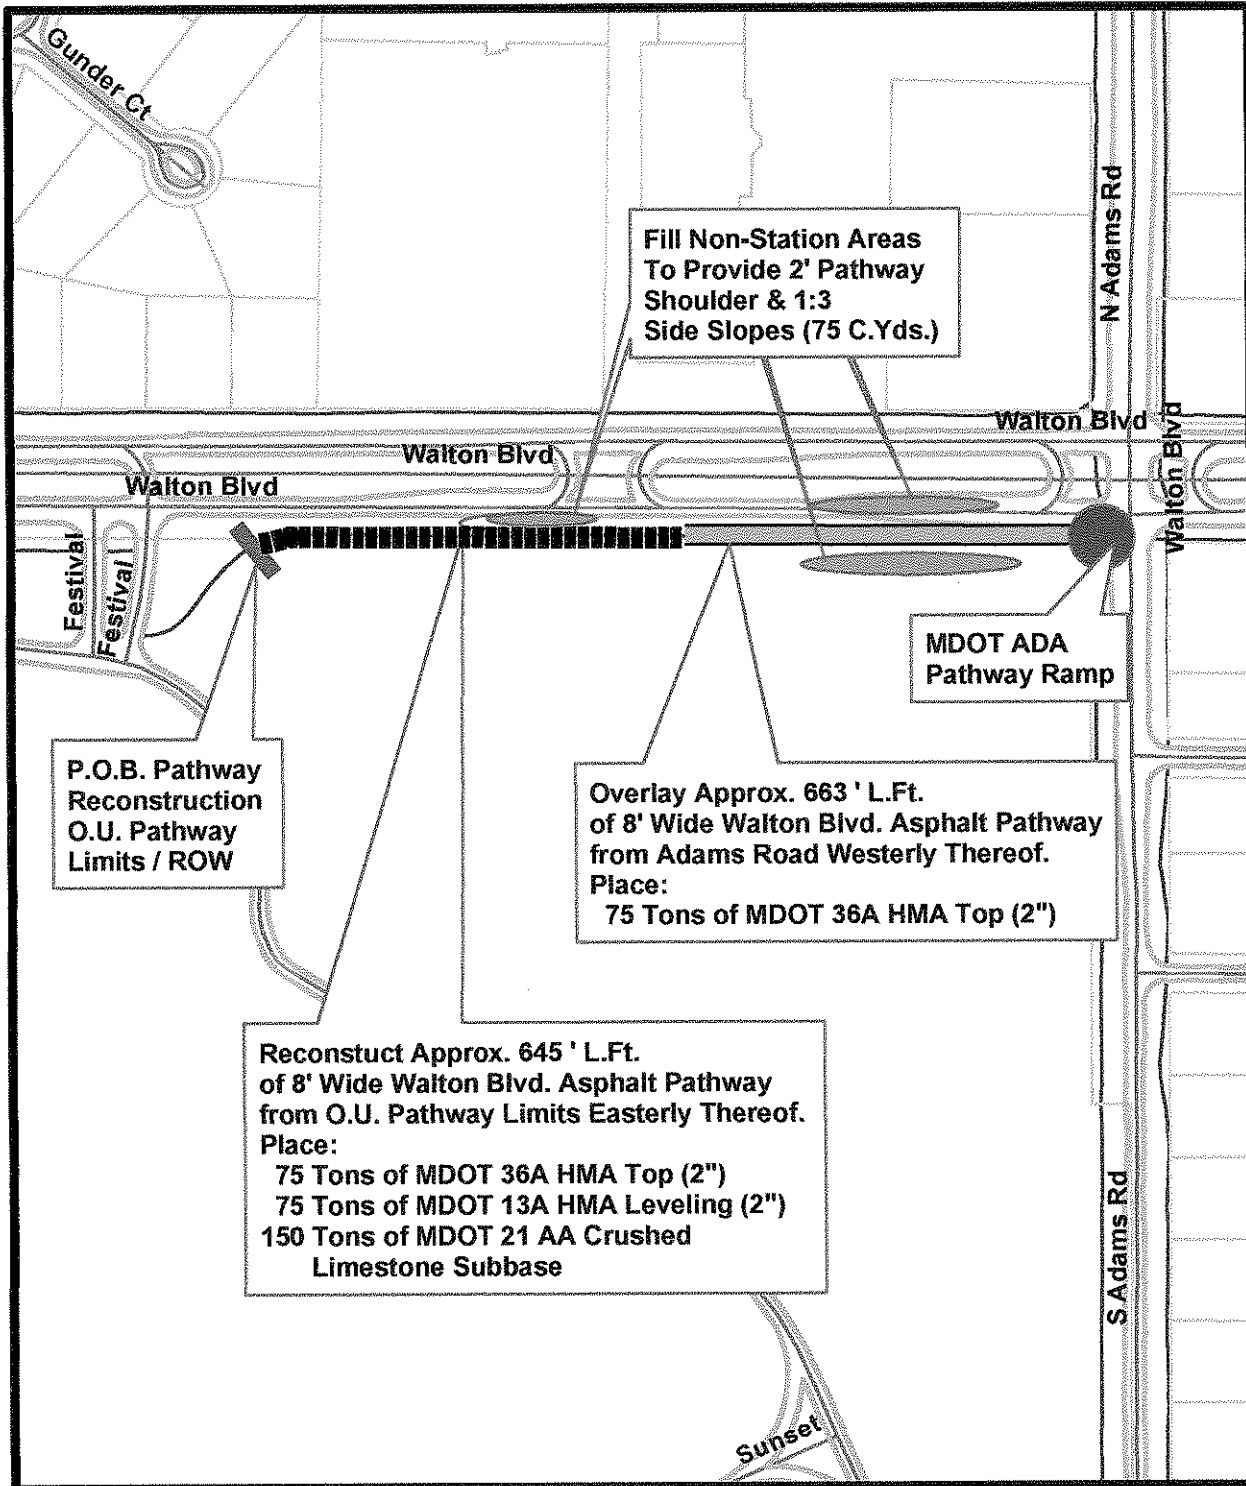 Gunder Ct
N Adams Rd
Fill Non-Station Areas
To Provide 2' Pathway
Shoulder & 1:3
Side Slopes (75 C.Yds.)
Walton Blvd
Walton Blvd
Walton Blvd
Walton Blvd
Festival
Festival
MDOT ADA
Pathway Ramp
P.O.B. Pathway
Reconstruction
O.U. Pathway
Limits / ROW
Overlay Approx. 663 ' L.Ft.
of 8' Wide Walton Blvd. Asphalt Pathway
from Adams Road Westerly Thereof.
Place:
75 Tons of MDOT 36A HMA Top (2")
Reconstuct Approx. 645 ' L.Ft.
of 8' Wide Walton Blvd. Asphalt Pathway
from O.U. Pathway Limits Easterly Thereof.
Place:
75 Tons of MDOT 36A HMA Top (2")
75 Tons of MDOT 13A HMA Leveling (2")
150 Tons of MDOT 21 AA Crushed
Limestone Subbase
S Adams Rd
Sunset